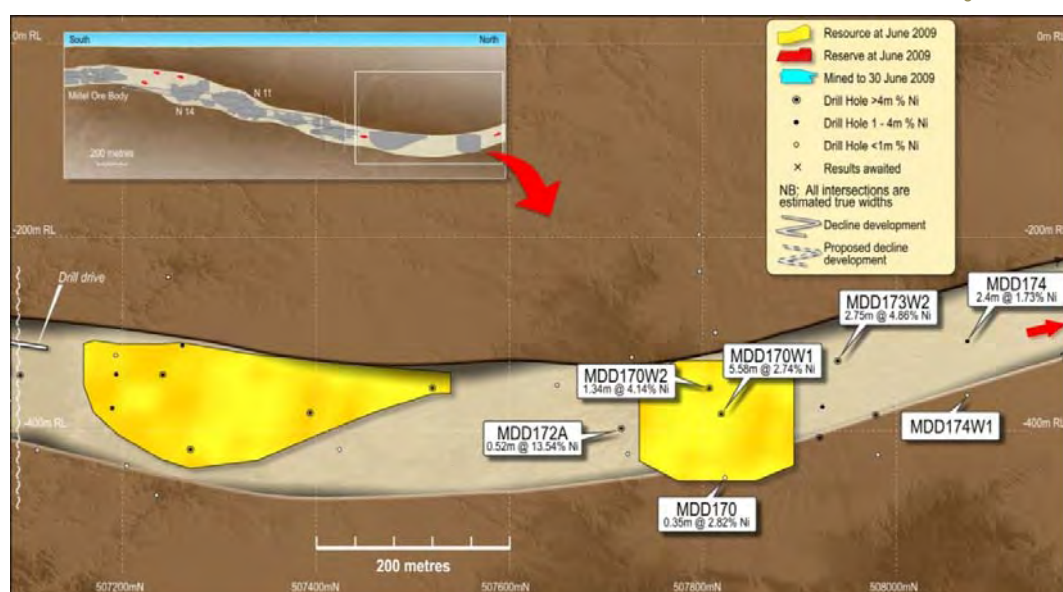 0m RL
South
North
Mittel Ore Body
N 14
N 11
200 metres
Resource at June 2009
Reserve at June 2009
Mined to 30 June 2009
Drill Hole >4m % Ni
Drill Hole 1 - 4m % Ni
Drill Hole <1m % Ni
Results awaited
NB: All intersections are
estimated true widths
Decline development
Proposed decline
development
0m RL
-200m RL
-200m RL
Drill drive
MDD174
2.4m @ 1.73% Ni
MDD173W2
2.75m @ 4.86% Ni
MDD170W1
5.58m @ 2.74% Ni
MDD170W2
1.34m @ 4.14% Ni
MDD172A
0.52m @ 13.54% Ni
MDD174W1
-400m RL
-400m RL
MDD170
0.35m @ 2.82% Ni
200 metres
507200mN
507400mN
507600mN
507800mN
508000mN